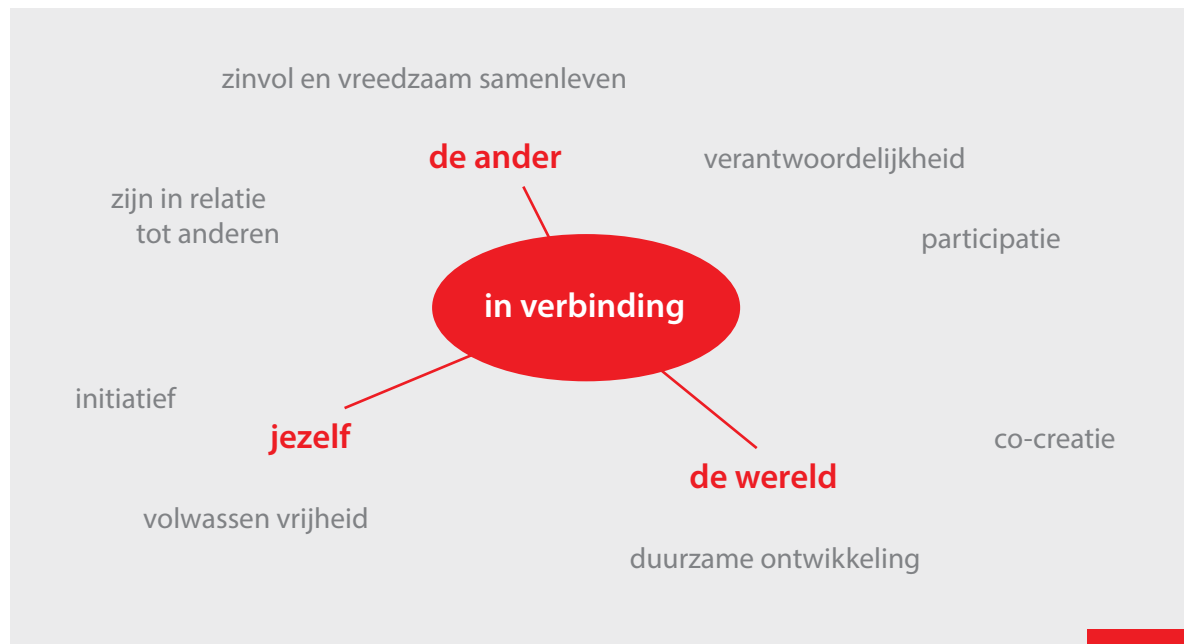 zinvol en vreedzaam samenleven
de ander
verantwoordelijkheid
zijn in relatie
tot anderen
participatie
in verbinding
initiatief
jezelf
co-creatie
de wereld
volwassen vrijheid
duurzame ontwikkeling